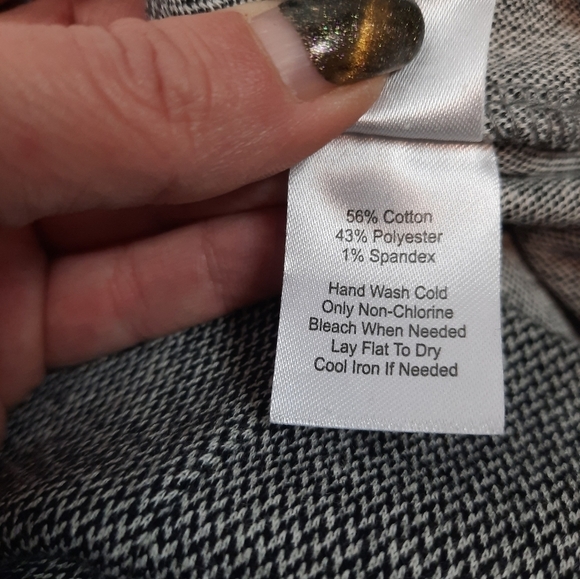 56% Cotton
43% Polyester
1% Spandex
Hand Wash Cold
Only Non-Chlorine
Bleach When Needed
Lay Flat To Dry
Cool Iron If Needed